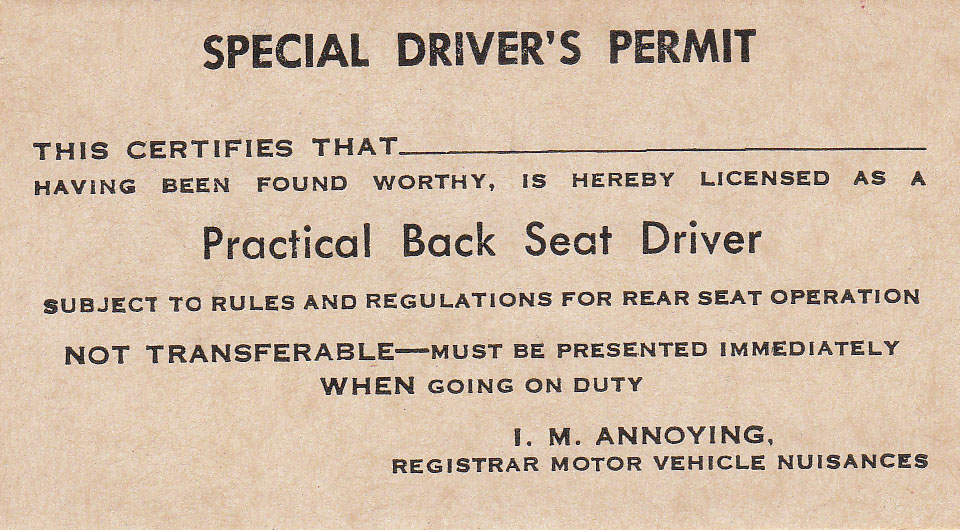 SPECIAL DRIVER'S PERMIT
THIS CERTIFIES THAT
HAVING BEEN FOUND WORTHY, IS HEREBY LICENSED AS A
Practical Back Seat Driver
SUBJECT TO RULES AND REGULATIONS FOR REAR SEAT OPERATION
NOT TRANSFERABLE—MUST BE PRESENTED IMMEDIATELY
WHEN GOING ON DUTY
I. M. ANNOYING,
REGISTRAR MOTOR VEHICLE NUISANCES